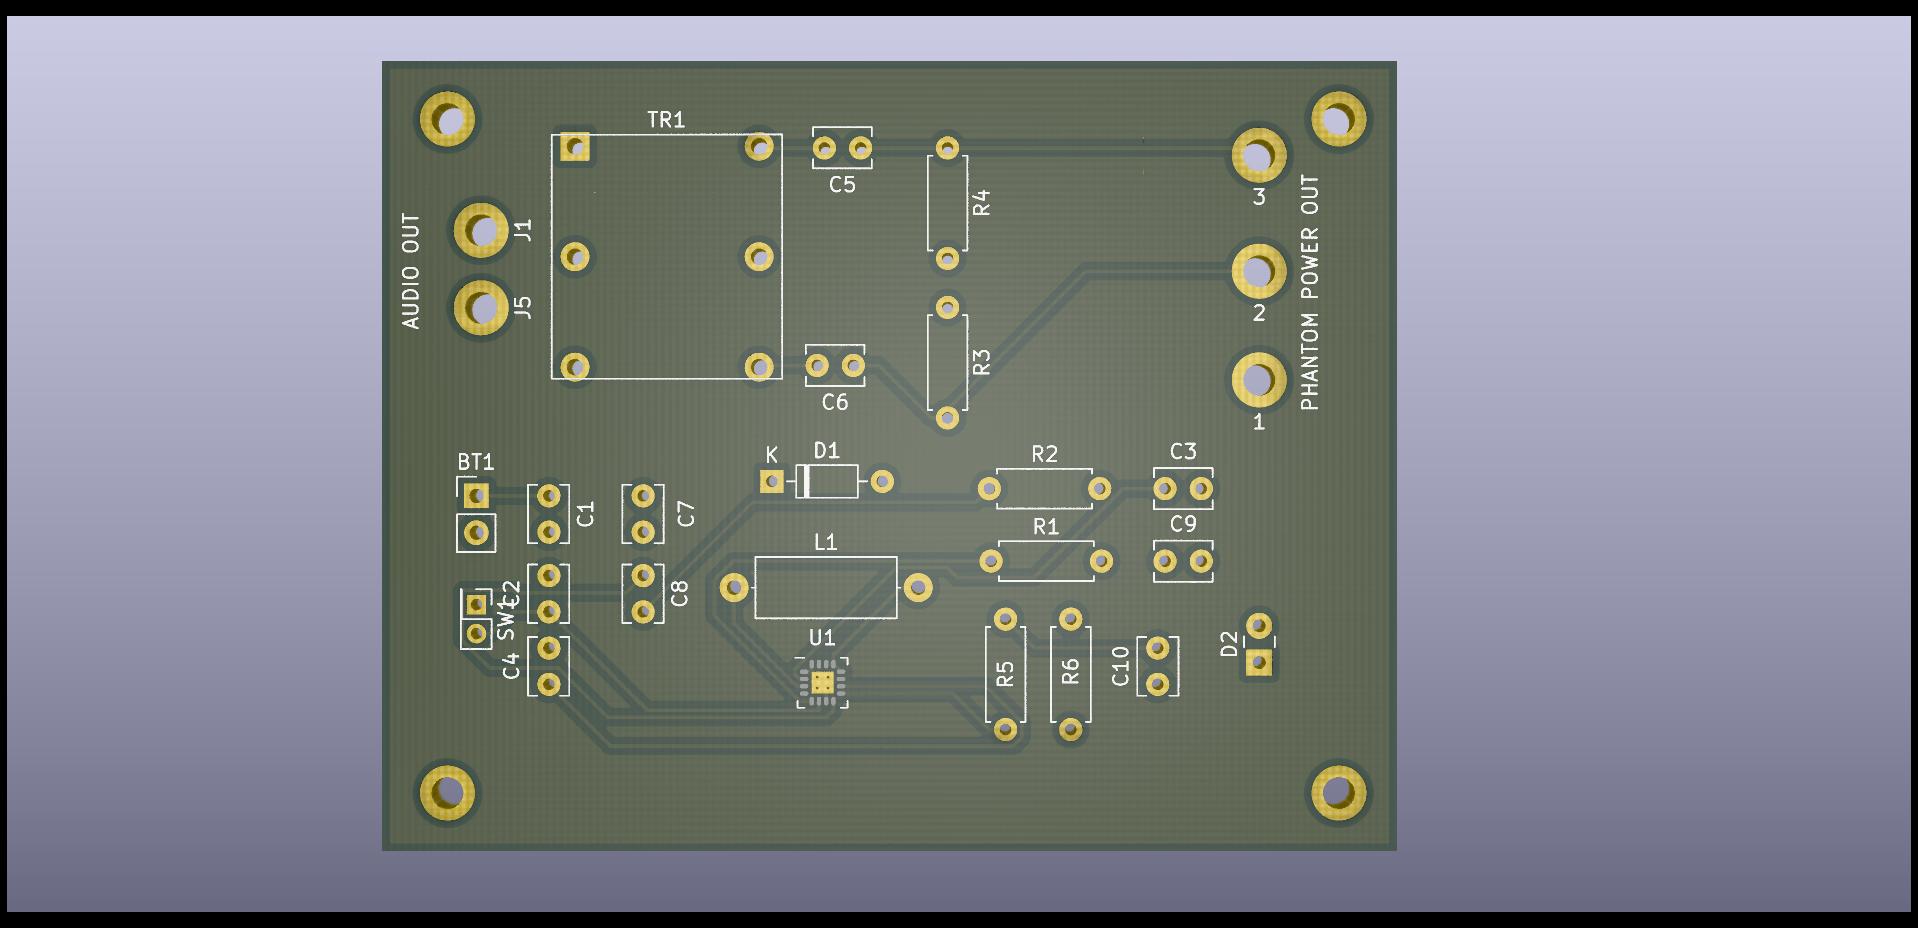 TR1
C5
R4
3
J1
AUDIO OUT
PHANTOM POWER OUT
J5
2
R3
C6
1
BT1
K
D1
R2
C3
C1
C7
C9
R1
L1
C2
C8
SW1
U1
D2
C4
R5
R6
C10